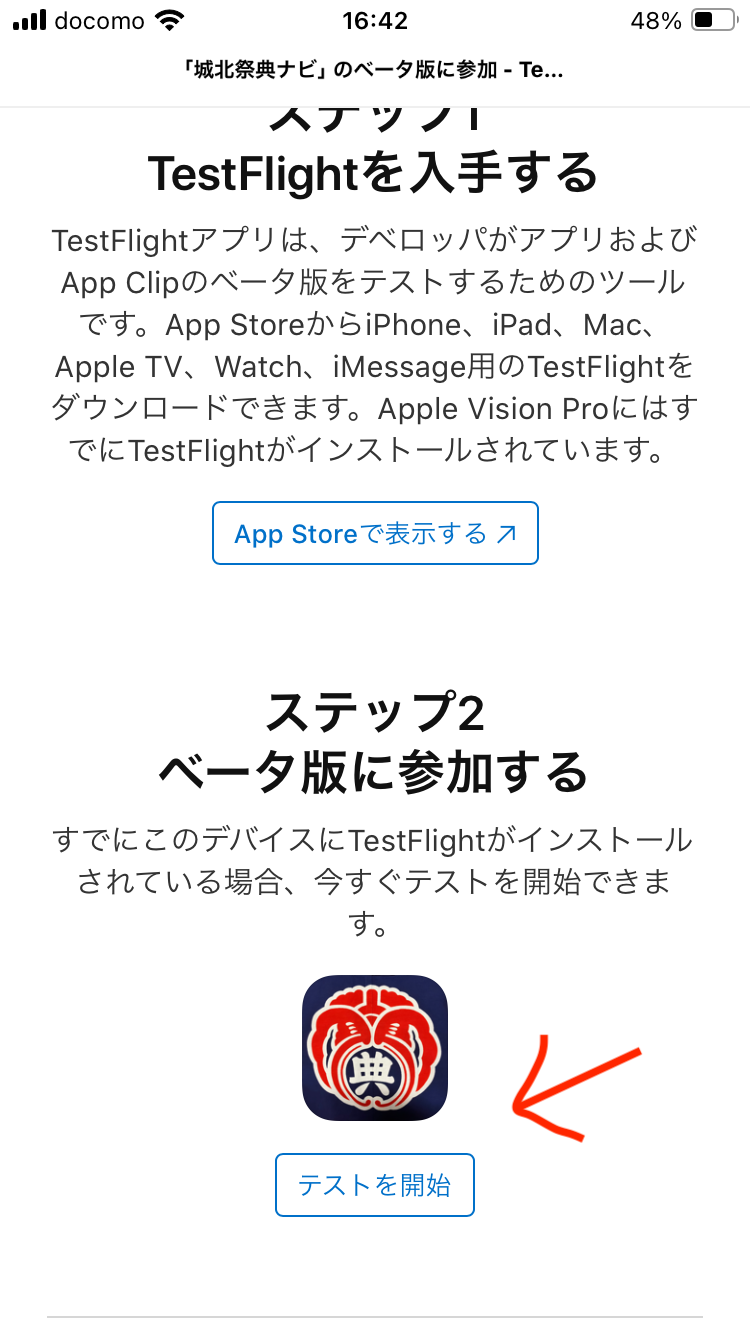 docomo 16:42 48%
「城北祭典ナビ」のベータ版に参加 - Te...
ステップ1
TestFlightを入手する
TestFlightアプリは、デベロッパがアプリおよび
App Clipのベータ版をテストするためのツール
です。App StoreからiPhone、iPad、Mac、
Apple TV、Watch、iMessage用のTestFlightを
ダウンロードできます。Apple Vision Proにはす
でにTestFlightがインストールされています。
App Storeで表示する ↗
ステップ2
ベータ版に参加する
すでにこのデバイスにTestFlightがインストール
されている場合、今すぐテストを開始できま
す。
典
テストを開始